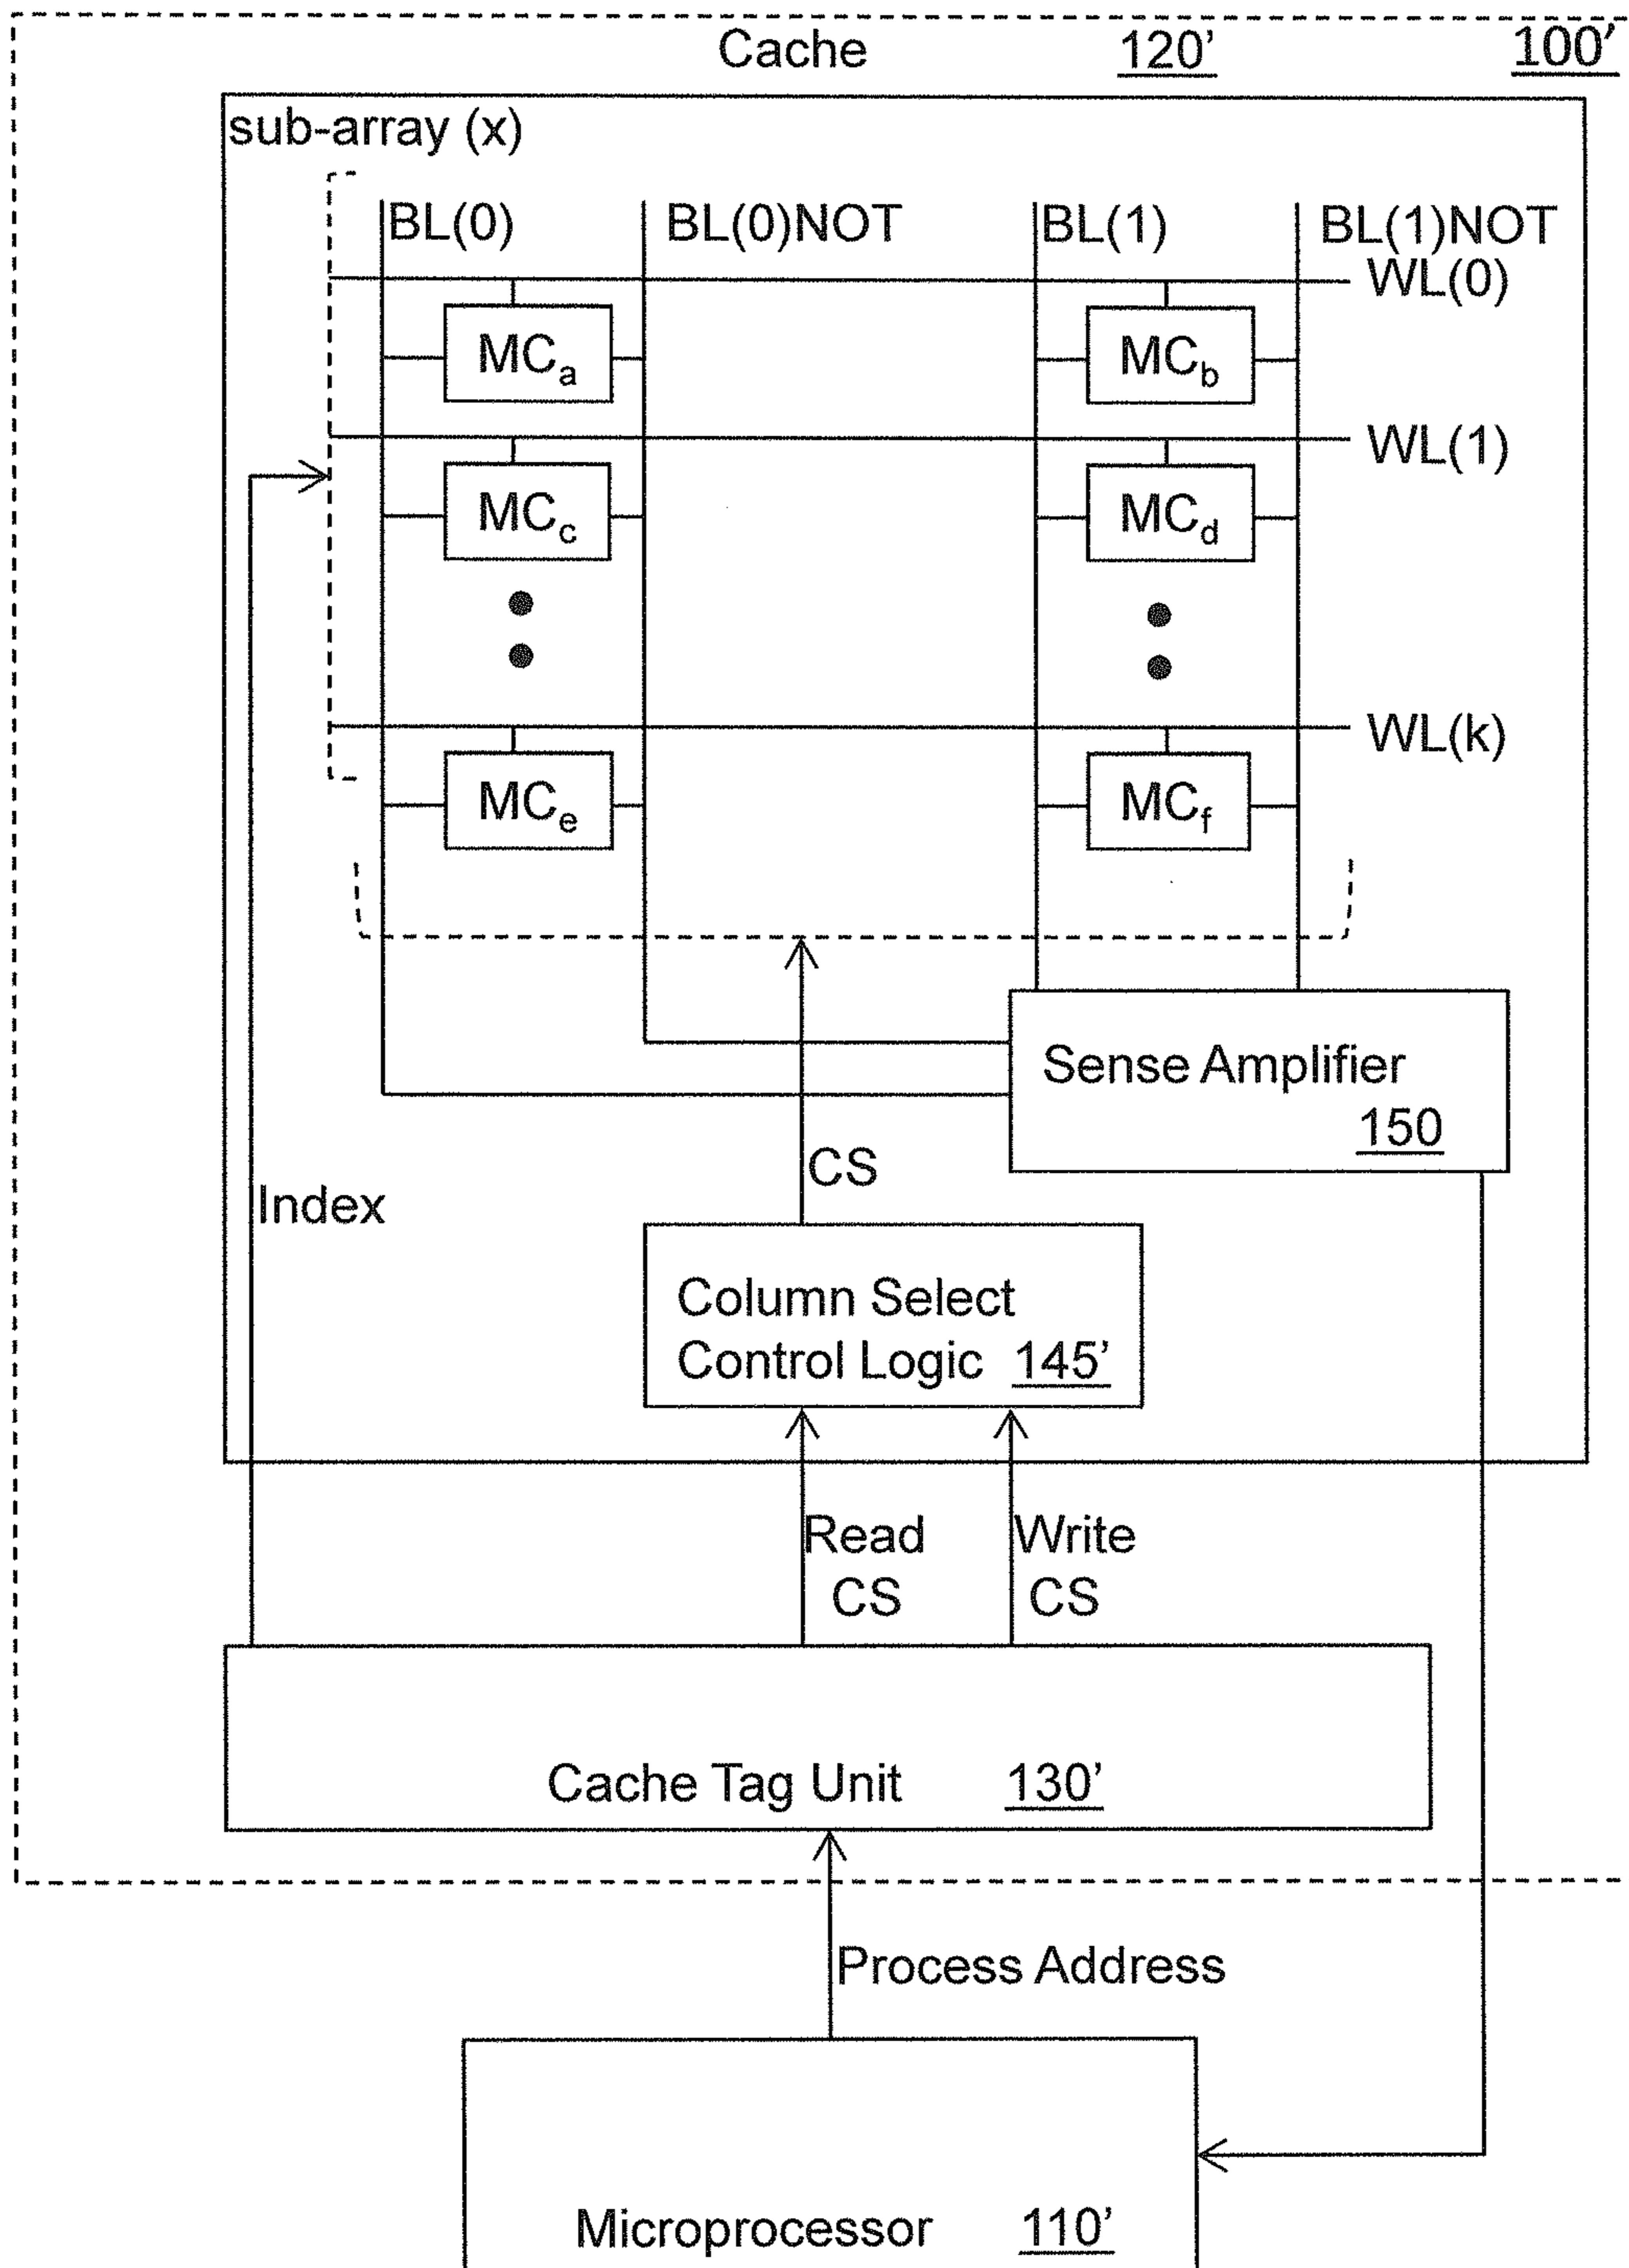 Cache 120' 100'
sub-array (x)
BL(0) BL(0)NOT BL(1) BL(1)NOT
WL(0)
MCa MCb
WL(1)
MCc MCd
WL(k)
MCe MCf
Sense Amplifier
150
CS
Index
Column Select
Control Logic 145'
Read Write
CS CS
Cache Tag Unit 130'
Process Address
Microprocessor 110'